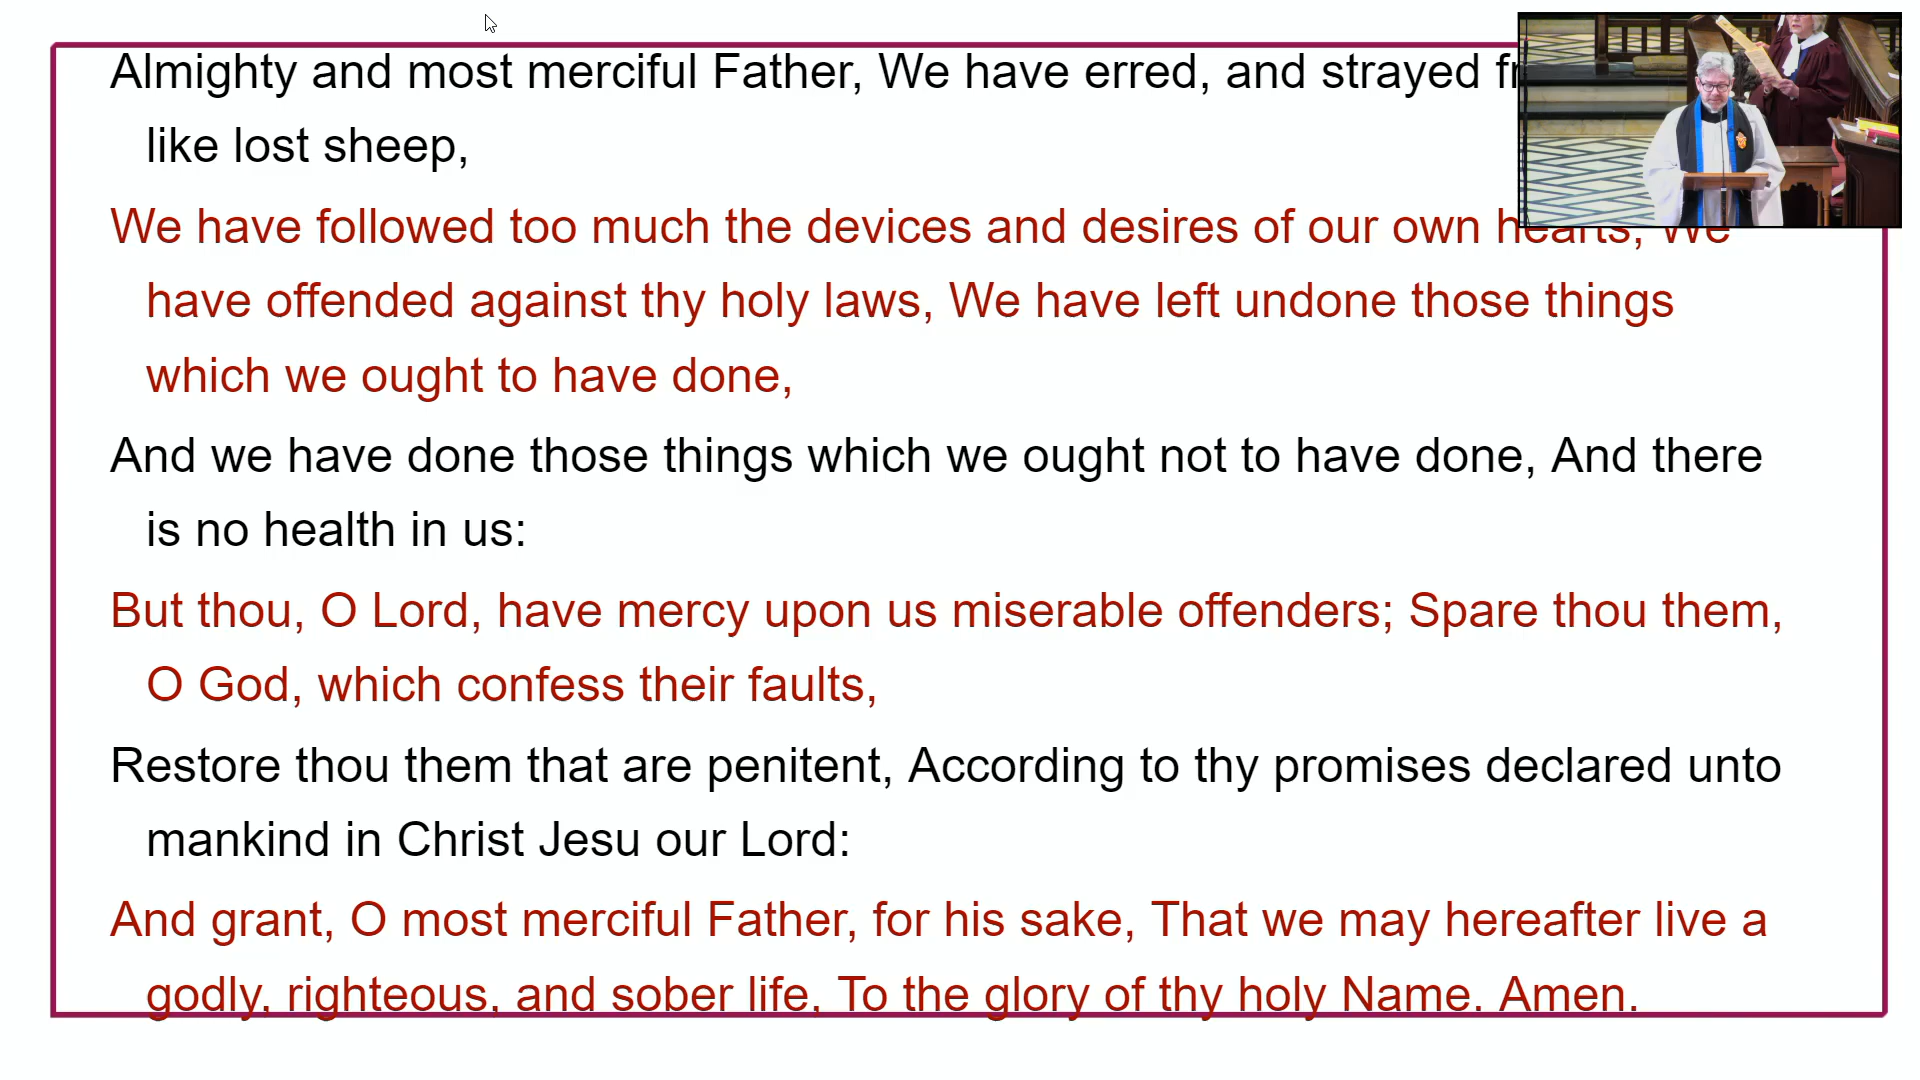 Almighty and most merciful Father, We have erred, and strayed
like lost sheep,
We have followed too much the devices and desires of our own hearts, We
have offended against thy holy laws, We have left undone those things
which we ought to have done,
And we have done those things which we ought not to have done, And there
is no health in us:
But thou, O Lord, have mercy upon us miserable offenders; Spare thou them,
O God, which confess their faults,
Restore thou them that are penitent, According to thy promises declared unto
mankind in Christ Jesu our Lord:
And grant, O most merciful Father, for his sake, That we may hereafter live a
godly, righteous, and sober life, To the glory of thy holy Name. Amen.